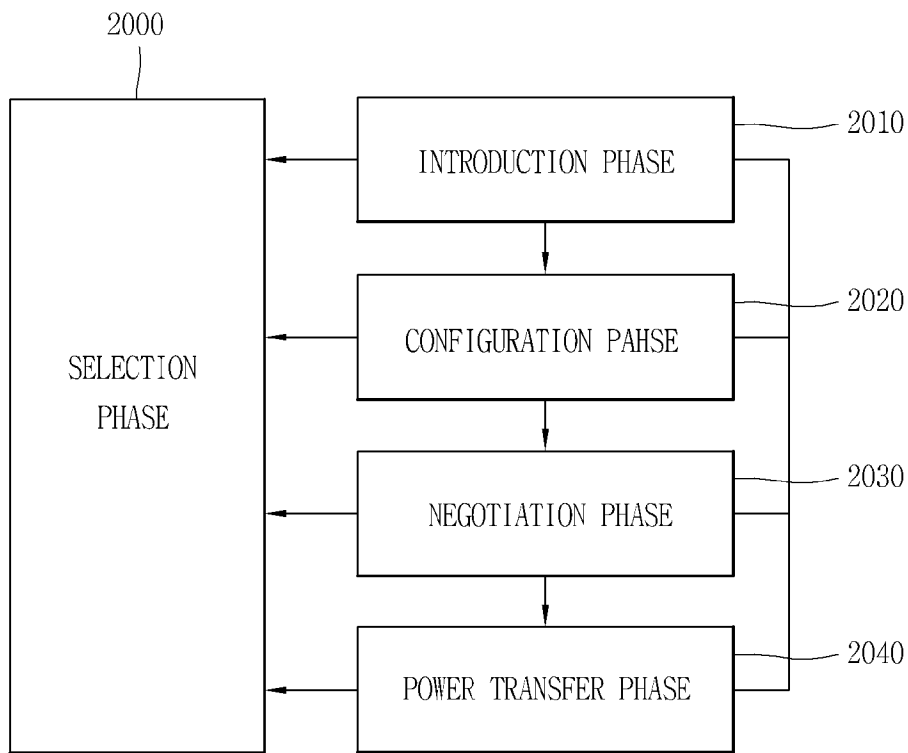 2000
SELECTION
PHASE
INTRODUCTION PHASE
2010
CONFIGURATION PAHSE
2020
NEGOTIATION PHASE
2030
POWER TRANSFER PHASE
2040